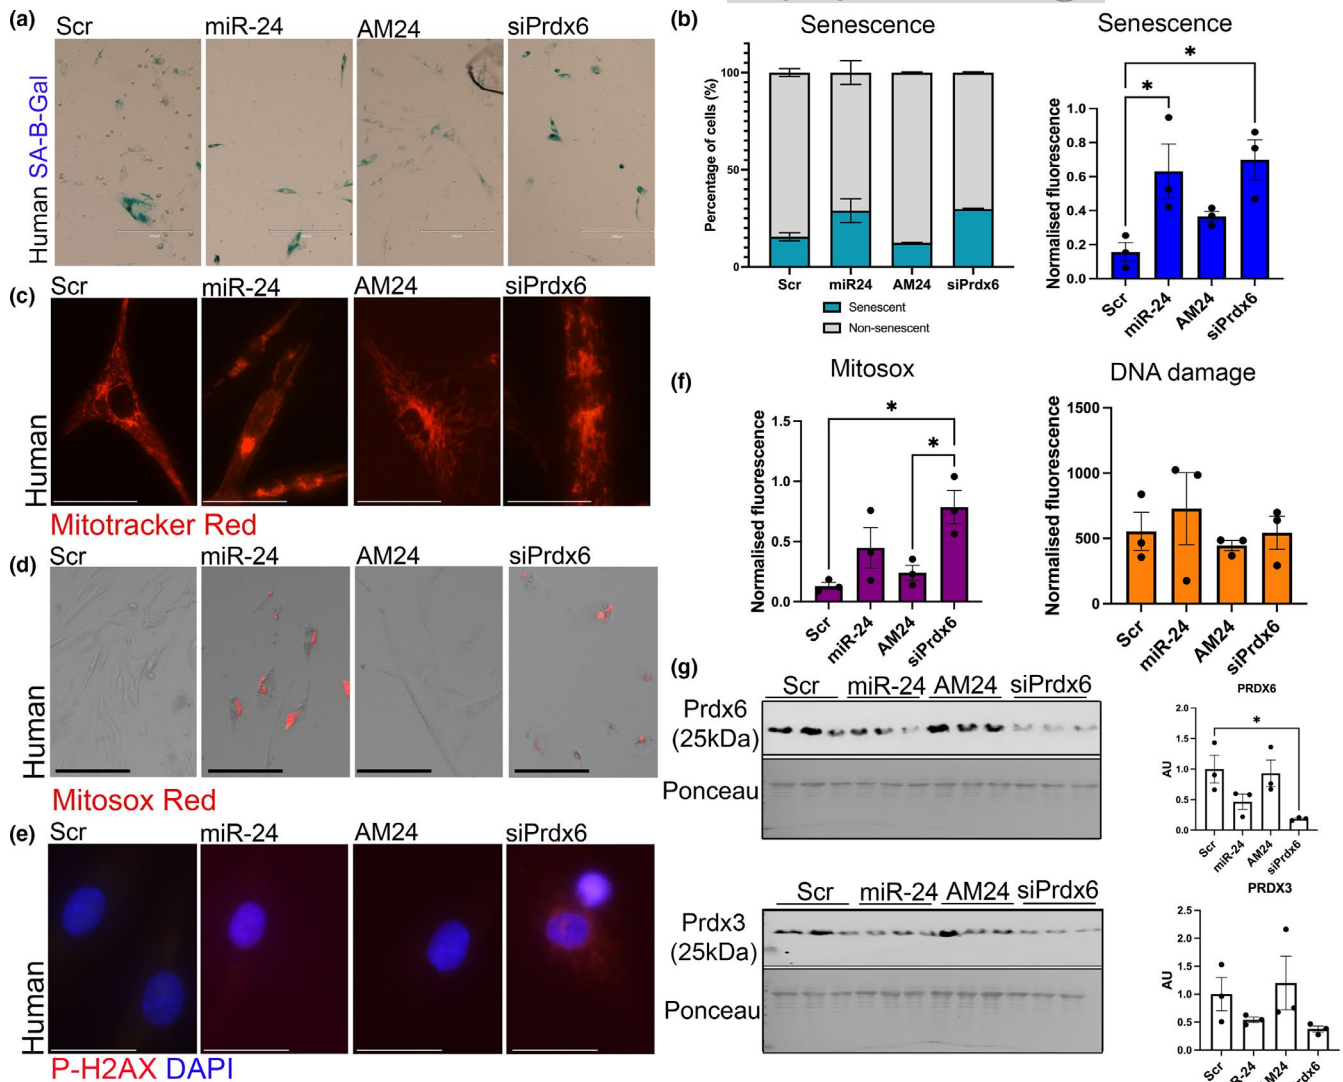 (a)
Scr miR-24 AM24 siPrdx6
Human SA-B-Gal
(b)
Senescence
Percentage of cells (%)
100
50
0
Scr miR24 AM24 siPrdx6
Senescent
Non-senescent
Senescence
* *
Normalised fluorescence
1.0
0.8
0.6
0.4
0.2
0.0
Scr miR-24 AM24 siPrdx6
(c)
Scr miR-24 AM24 siPrdx6
Human
Mitotracker Red
(d)
Scr miR-24 AM24 siPrdx6
Human
Mitosox Red
(e)
Scr miR-24 AM24 siPrdx6
Human
P-H2AX DAPI
(f)
Mitosox
* *
Normalised fluorescence
1.5
1.0
0.5
0.0
Scr miR-24 AM24 siPrdx6
DNA damage
Normalised fluorescence
1500
1000
500
0
Scr miR-24 AM24 siPrdx6
(g)
Scr miR-24 AM24 siPrdx6
Prdx6
(25kDa)
Ponceau
PRDX6
*
AU
2.0
1.5
1.0
0.5
0.0
Scr miR-24 AM24 siPrdx6
Scr miR-24 AM24 siPrdx6
Prdx3
(25kDa)
Ponceau
PRDX3
AU
2.5
2.0
1.5
1.0
0.5
0.0
Scr